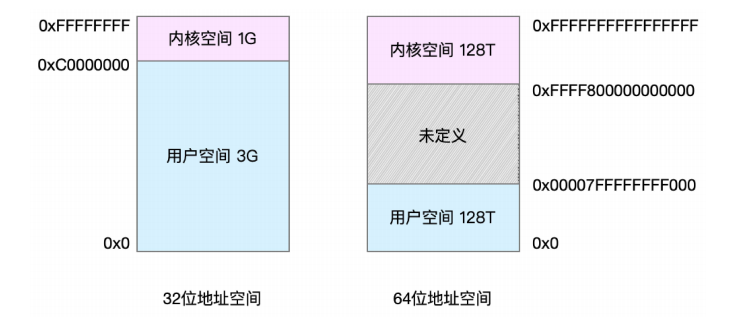 0xFFFFFFFF
内核空间 1G
0xC0000000
用户空间 3G
0x0
32位地址空间
0xFFFFFFFFFFFFFFFF
内核空间 128T
0xFFFF800000000000
未定义
0x00007FFFFFFFF000
用户空间 128T
0x0
64位地址空间